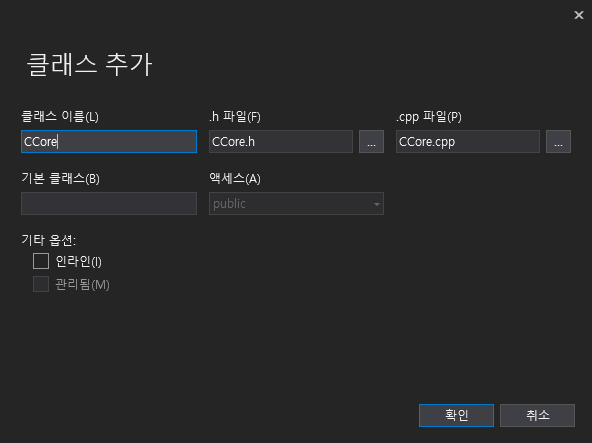 클래스 추가
클래스 이름(L) .h 파일(F) .cpp 파일(P)
CCore CCore.h ... CCore.cpp ...
기본 클래스(B) 액세스(A)
public
기타 옵션:
인라인(I)
관리됨(M)
확인 취소